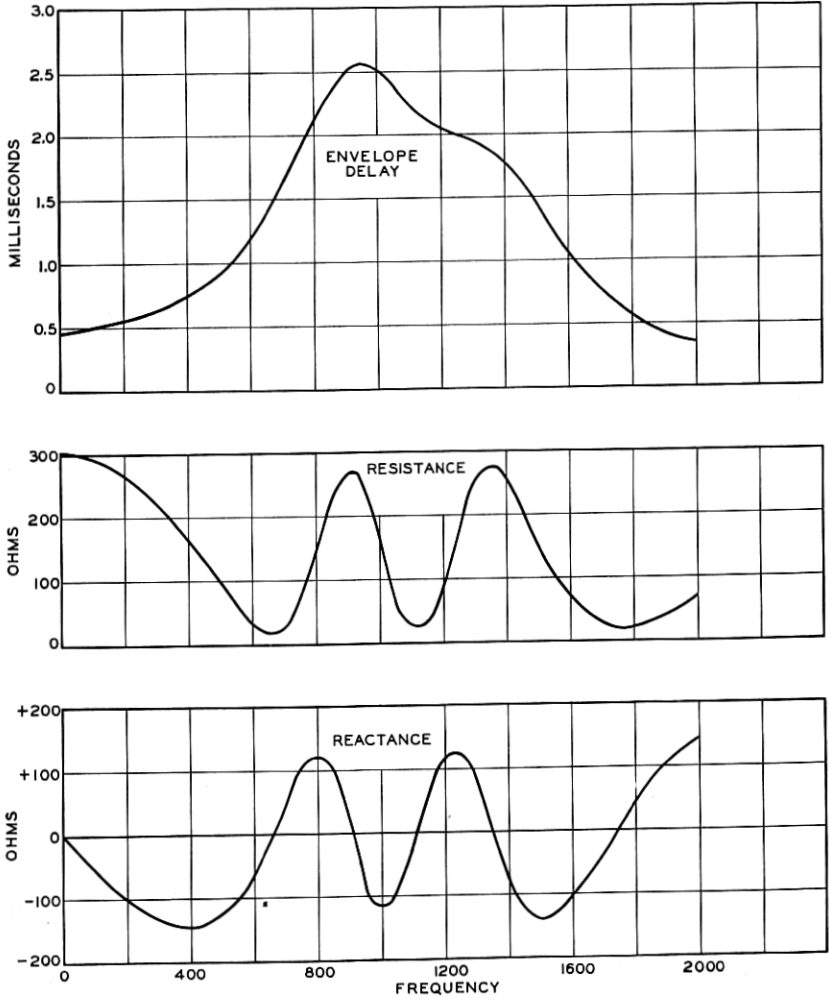 3.0
2.5
2.0
1.5
1.0
0.5
0
MILLISECONDS
ENVELOPE
DELAY
300
200
100
0
OHMS
RESISTANCE
+200
+100
0
-100
-200
OHMS
REACTANCE
0 400 800 1200 1600 2000
FREQUENCY